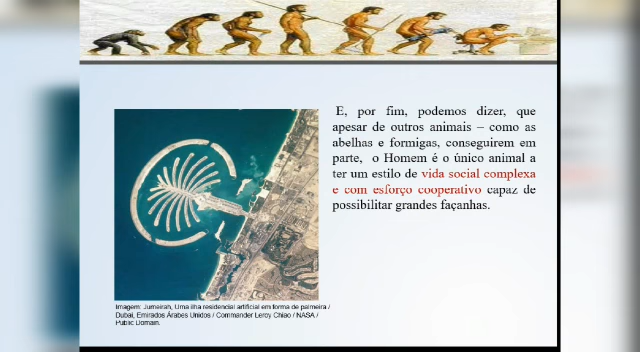 E, por fim, podemos dizer, que
apesar de outros animais – como as
abelhas e formigas, conseguirem em
parte, o Homem é o único animal a
ter um estilo de vida social complexa
e com esforço cooperativo capaz de
possibilitar grandes façanhas.
Imagem: Jumeirah, Uma ilha residencial artificial em forma de palmeira /
Dubai, Emirados Árabes Unidos / Commander Leroy Chiao / NASA /
Public Domain.